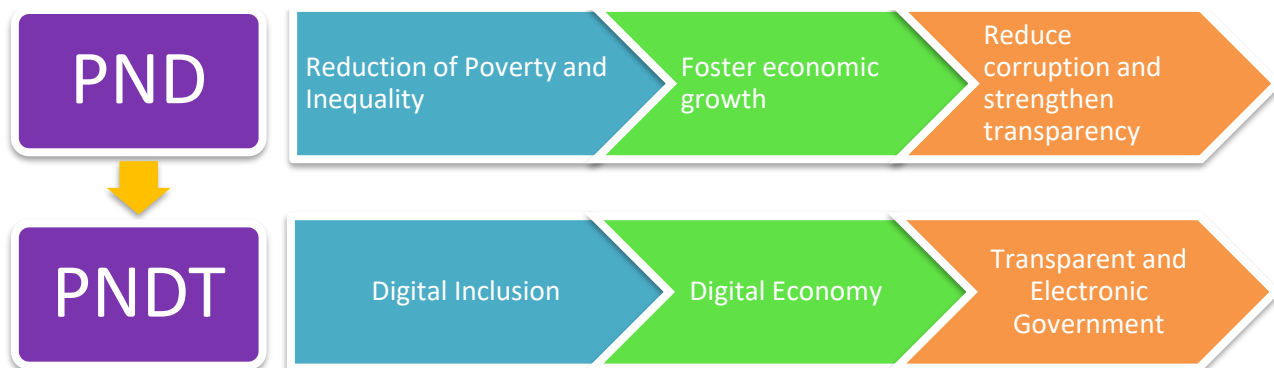 PND
Reduction of Poverty and
Inequality
Foster economic
growth
Reduce
corruption and
strengthen
transparency
PNDT
Digital Inclusion
Digital Economy
Transparent and
Electronic
Government